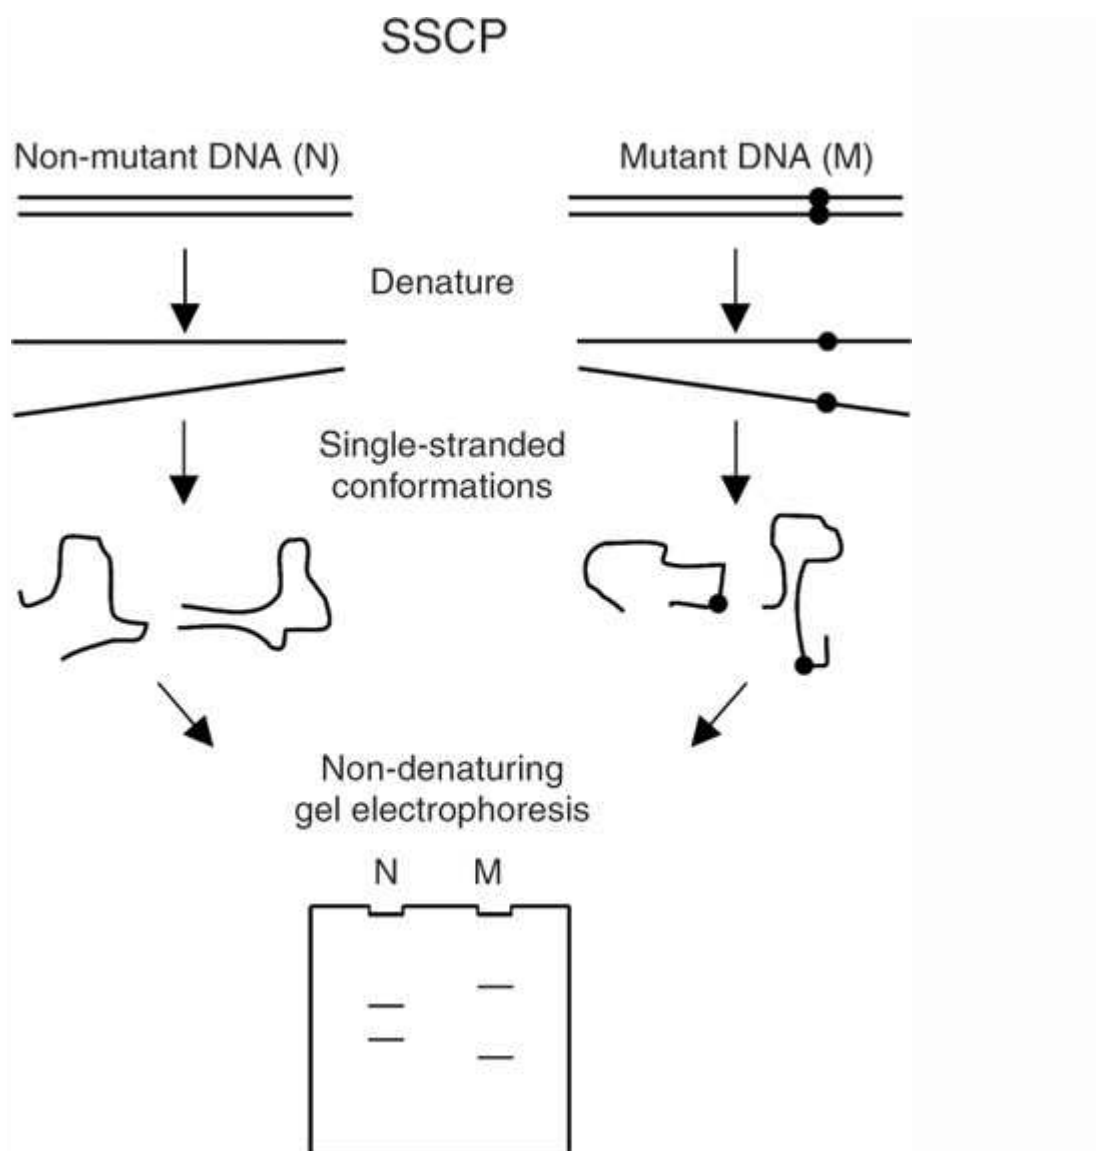 SSCP
Non-mutant DNA (N)
Mutant DNA (M)
Denature
Single-stranded
conformations
Non-denaturing
gel electrophoresis
N
M